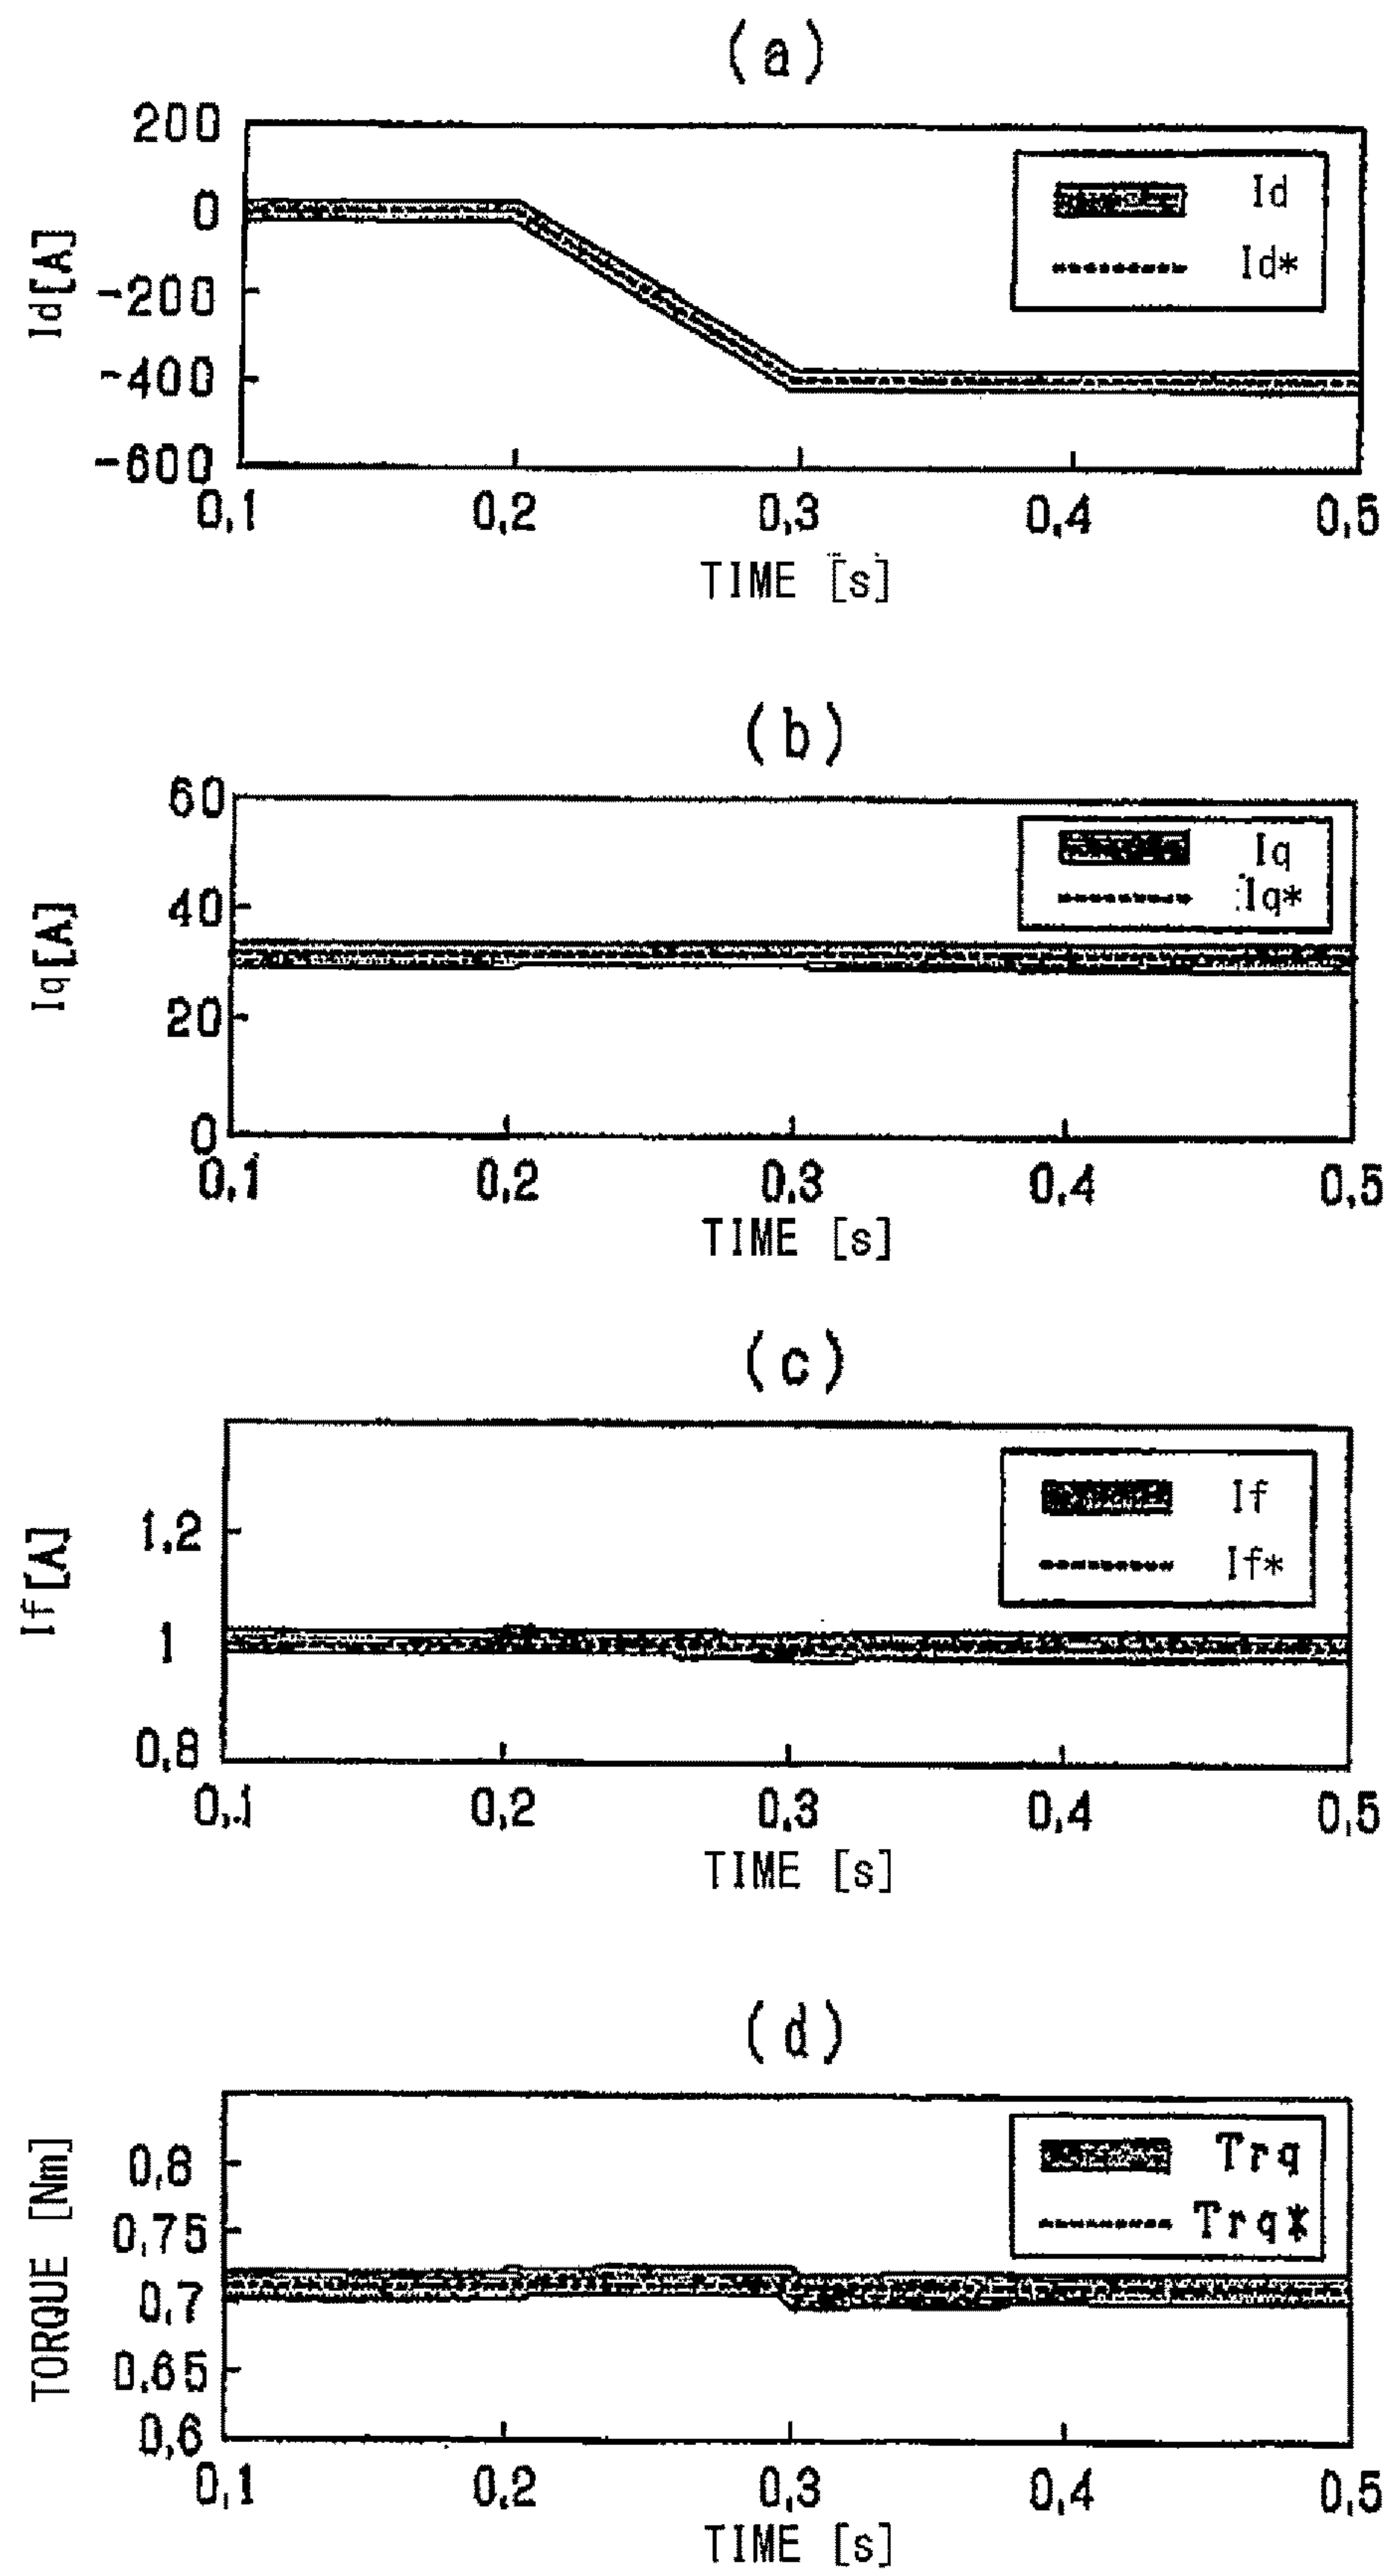 (a)
200
0
-200
-400
-600
Id[A]
Id
Id*
0.1 0.2 0.3 0.4 0.5
TIME [s]
(b)
60
40
20
0
Iq[A]
Iq
Iq*
0.1 0.2 0.3 0.4 0.5
TIME [s]
(c)
1.2
1
0.8
If[A]
If
If*
0.1 0.2 0.3 0.4 0.5
TIME [s]
(d)
0.8
0.75
0.7
0.65
0.6
TORQUE [Nm]
Trq
Trq*
0.1 0.2 0.3 0.4 0.5
TIME [s]